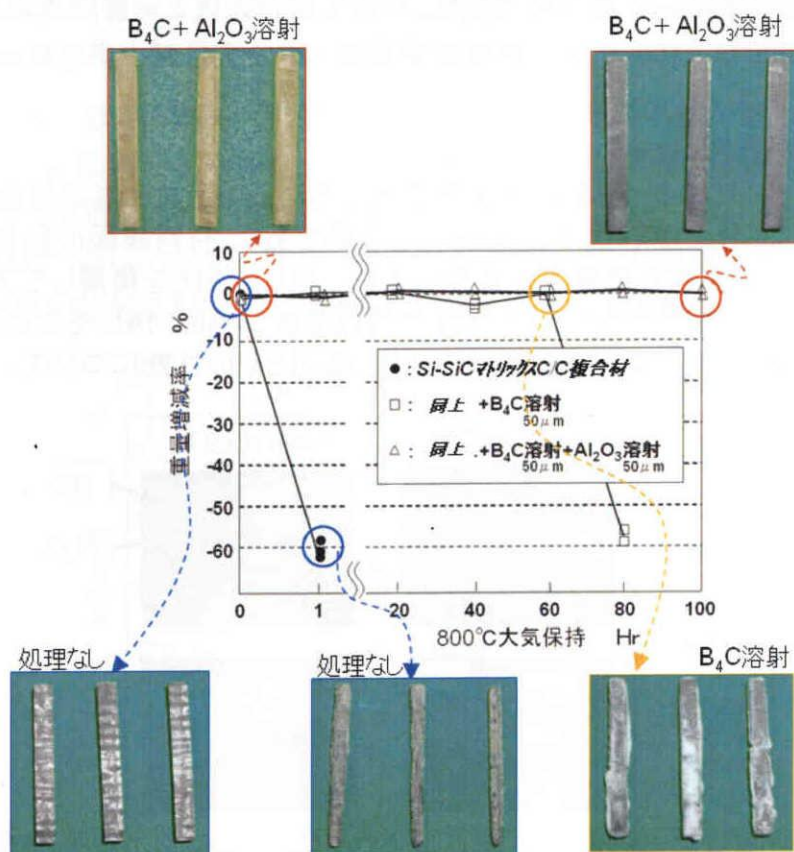 B₄C+Al₂O₃溶射
B₄C+Al₂O₃溶射
10
0
%
-10
-20
重量増減率
-30
-40
-50
-60
●:Si-SiCマトリックスC/C複合材
□: 同上 +B₄C溶射
50μm
△: 同上 .+B₄C溶射+Al₂O₃溶射
50μm 50μm
0 1 20 40 60 80 100
800℃大気保持 Hr
処理なし
処理なし
B₄C溶射